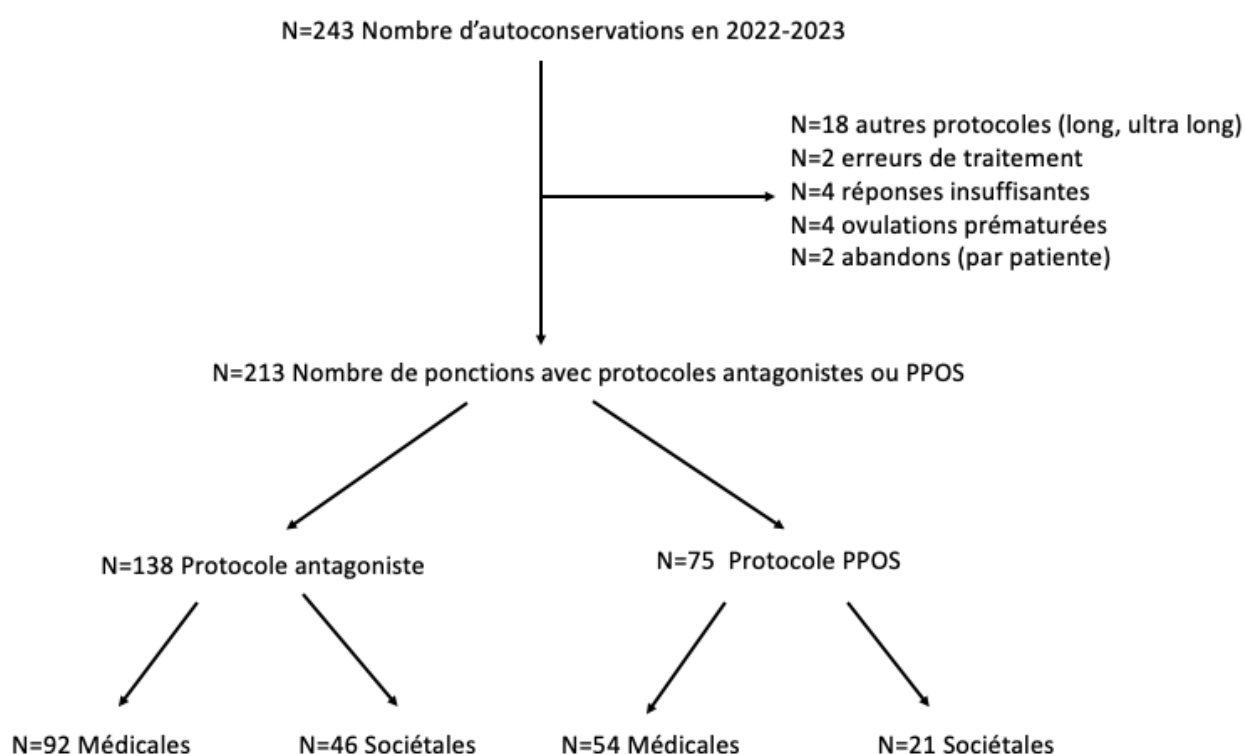 N=243 Nombre d'autoconservations en 2022-2023
N=18 autres protocoles (long, ultra long)
N=2 erreurs de traitement
N=4 réponses insuffisantes
N=4 ovulations prématurées
N=2 abandons (par patiente)
N=213 Nombre de ponctions avec protocoles antagonistes ou PPOS
N=138 Protocole antagoniste
N=75 Protocole PPOS
N=92 Médicales
N=46 Sociétales
N=54 Médicales
N=21 Sociétales